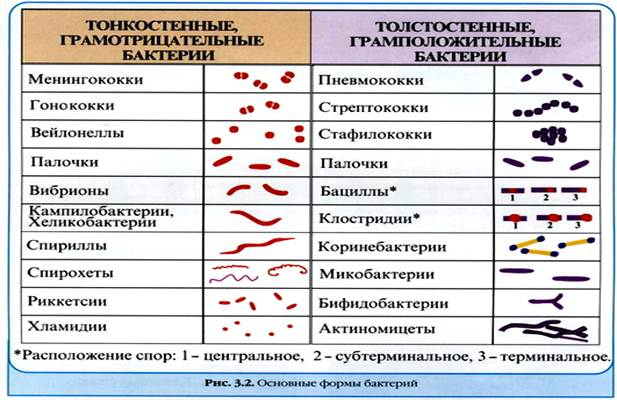 ТОНКОСТЕННЫЕ,
ГРАМОТРИЦАТЕЛЬНЫЕ
БАКТЕРИИ
ТОЛСТОСТЕННЫЕ,
ГРАМПОЛОЖИТЕЛЬНЫЕ
БАКТЕРИИ
Менингококки
Пневмококки
Гонококки
Стрептококки
Вейлонеллы
Стафилококки
Палочки
Палочки
Вибрионы
Бациллы*
1 2 3
Кампилобактерии,
Хеликобактерии
Клостридии*
1 2 3
Спириллы
Коринебактерии
Спирохеты
Микобактерии
Риккетсии
Бифидобактерии
Хламидии
Актиномицеты
*Расположение спор: 1 – центральное, 2 – субтерминальное, 3 – терминальное.
Рис. 3.2. Основные формы бактерий